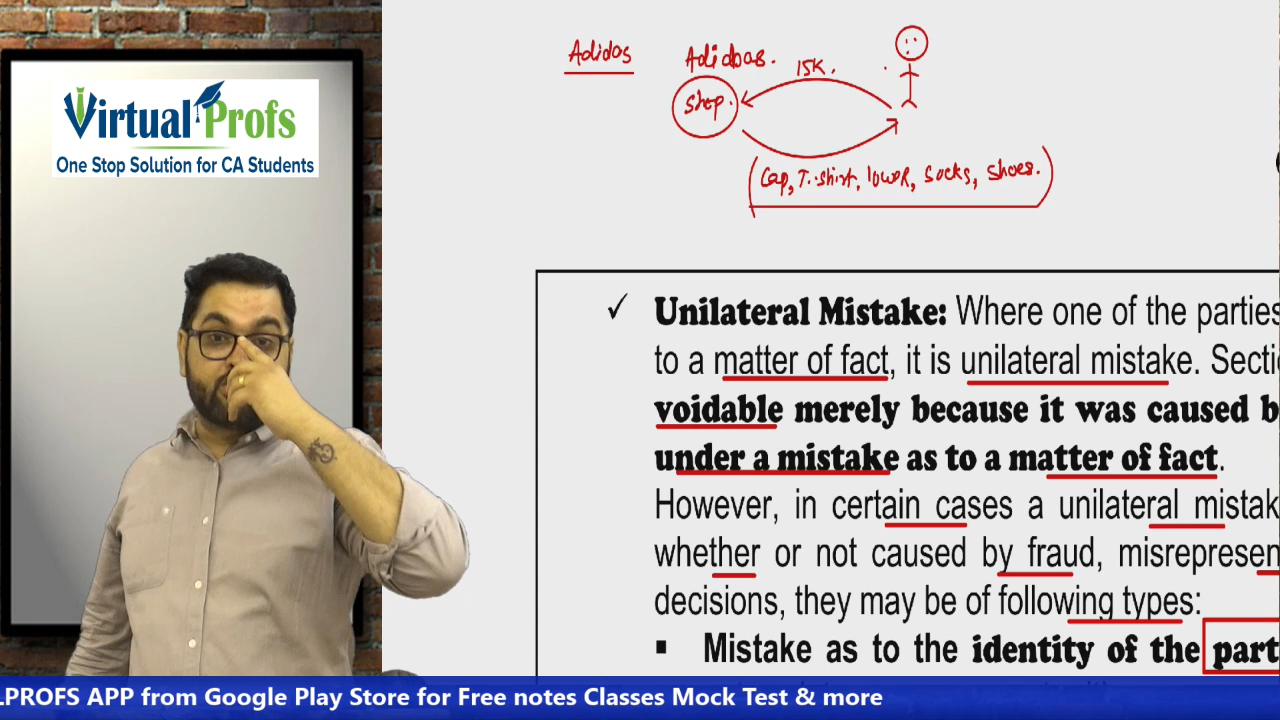 Virtual Profs
One Stop Solution for CA Students
Adidas
Adidoas.
15K.
Shop.
(Cap, T-shirt, lower, Socks, Shoes.)
✓ Unilateral Mistake: Where one of the parties
to a matter of fact, it is unilateral mistake. Secti
voidable merely because it was caused b
under a mistake as to a matter of fact.
However, in certain cases a unilateral mistak
whether or not caused by fraud, misrepresen
decisions, they may be of following types:
▪ Mistake as to the identity of the part
LPROFS APP from Google Play Store for Free notes Classes Mock Test & more